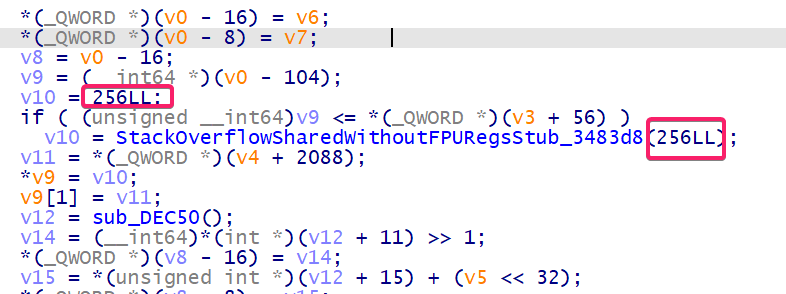 *(_QWORD *)(v0 - 16) = v6;
*(_QWORD *)(v0 - 8) = v7;
v8 = v0 - 16;
v9 = (__int64 *)(v0 - 104);
v10 = 256LL;
if ( (unsigned __int64)v9 <= *(_QWORD *)(v3 + 56) )
v10 = StackOverflowSharedWithoutFPURegsStub_3483d8(256LL);
v11 = *(_QWORD *)(v4 + 2088);
*v9 = v10;
v9[1] = v11;
v12 = sub_DEC50();
v14 = (__int64)*(int *)(v12 + 11) >> 1;
*(_QWORD *)(v8 - 16) = v14;
v15 = *(unsigned int *)(v12 + 15) + (v5 << 32);